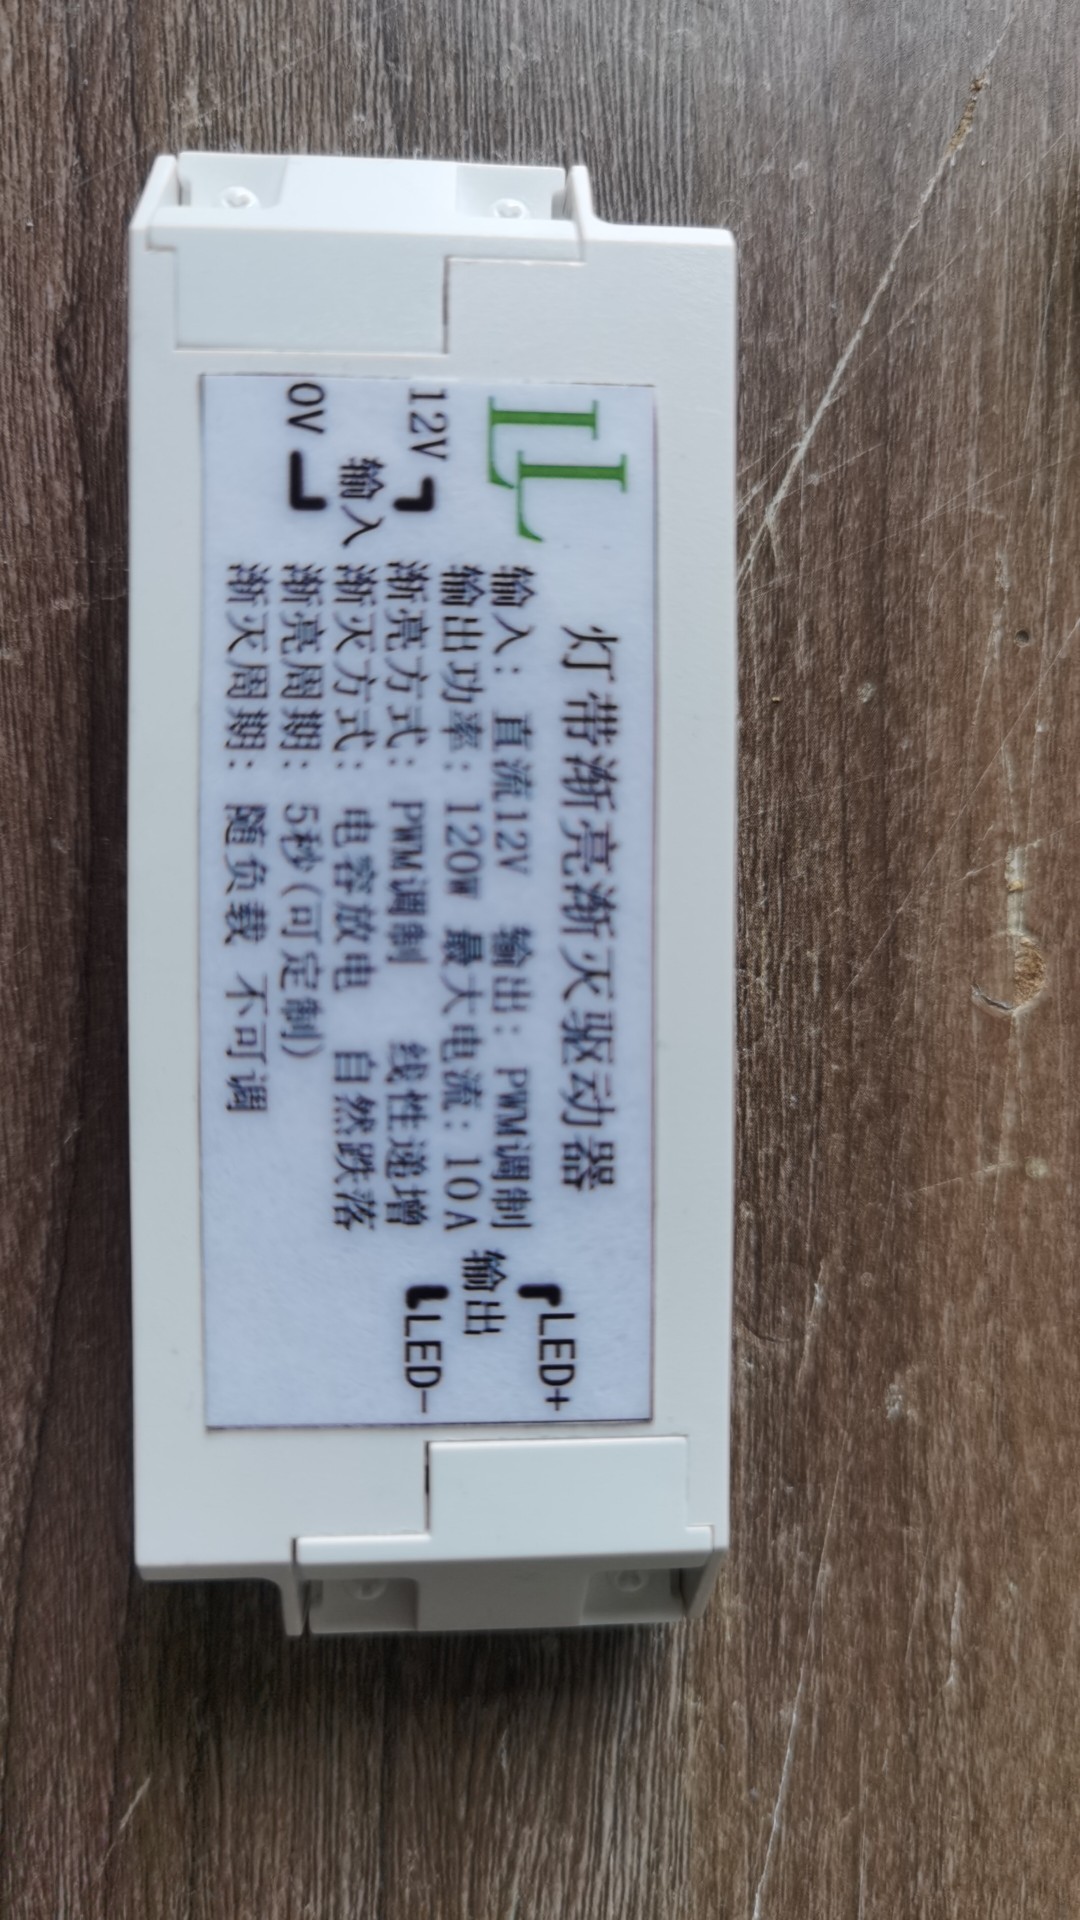 LL
灯带渐亮渐灭驱动器
输入：直流12V 输出：PWM调制
输出功率：120W 最大电流：10A
渐亮方式：PWM调制 线性递增
渐灭方式：电容放电 自然跌落
渐亮周期：5秒(可定制)
渐灭周期：随负载 不可调
12V
输入
0V
LED+
输出
LED-